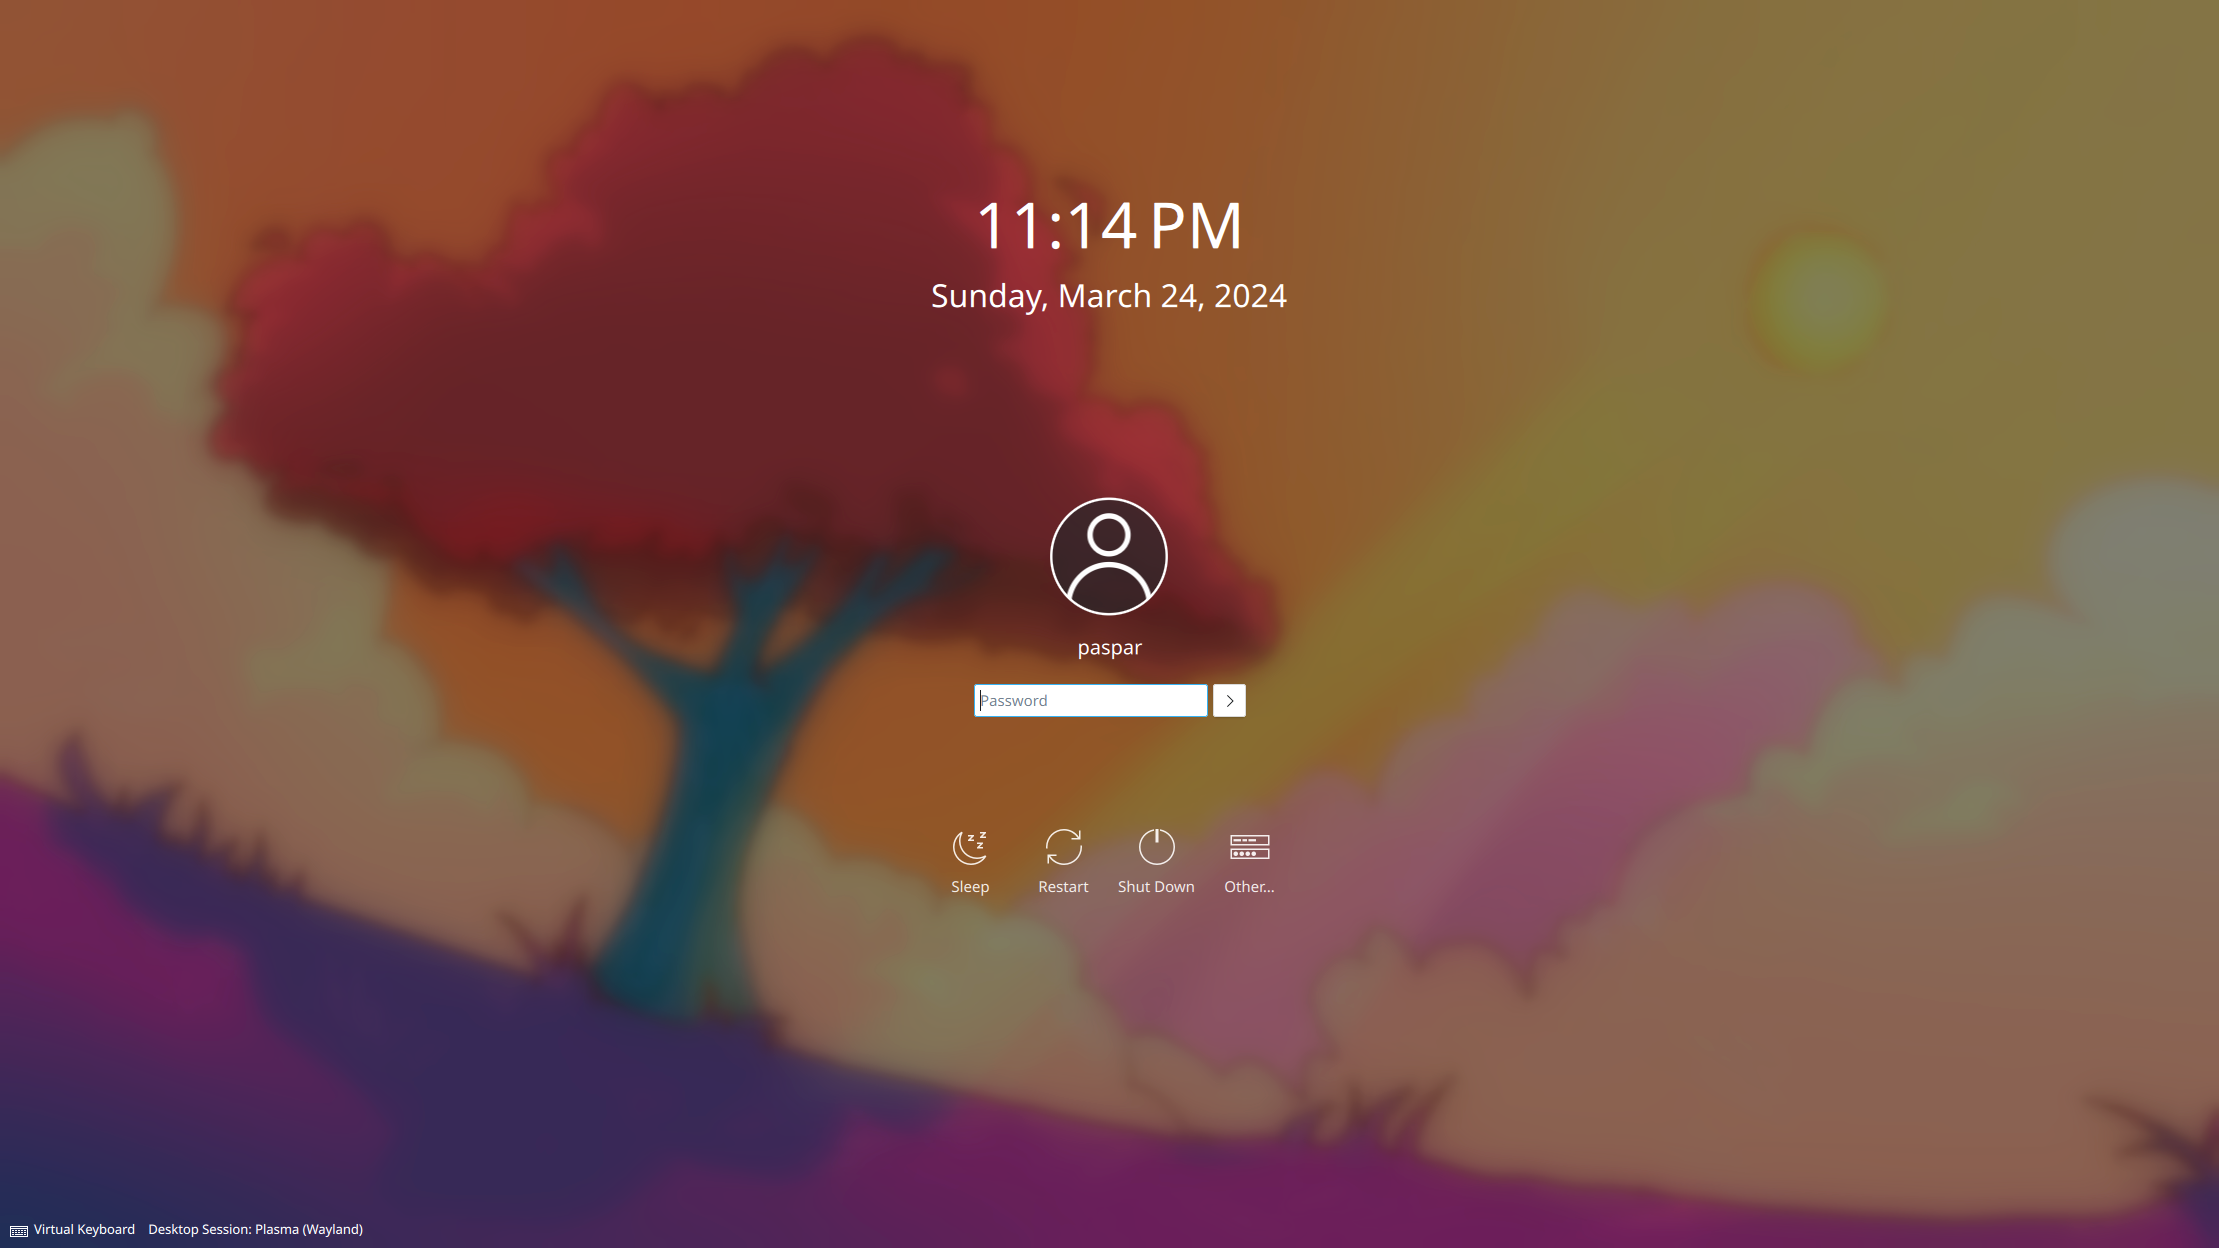 11:14 PM
Sunday, March 24, 2024
paspar
Password
Sleep
Restart
Shut Down
Other...
Virtual Keyboard
Desktop Session: Plasma (Wayland)